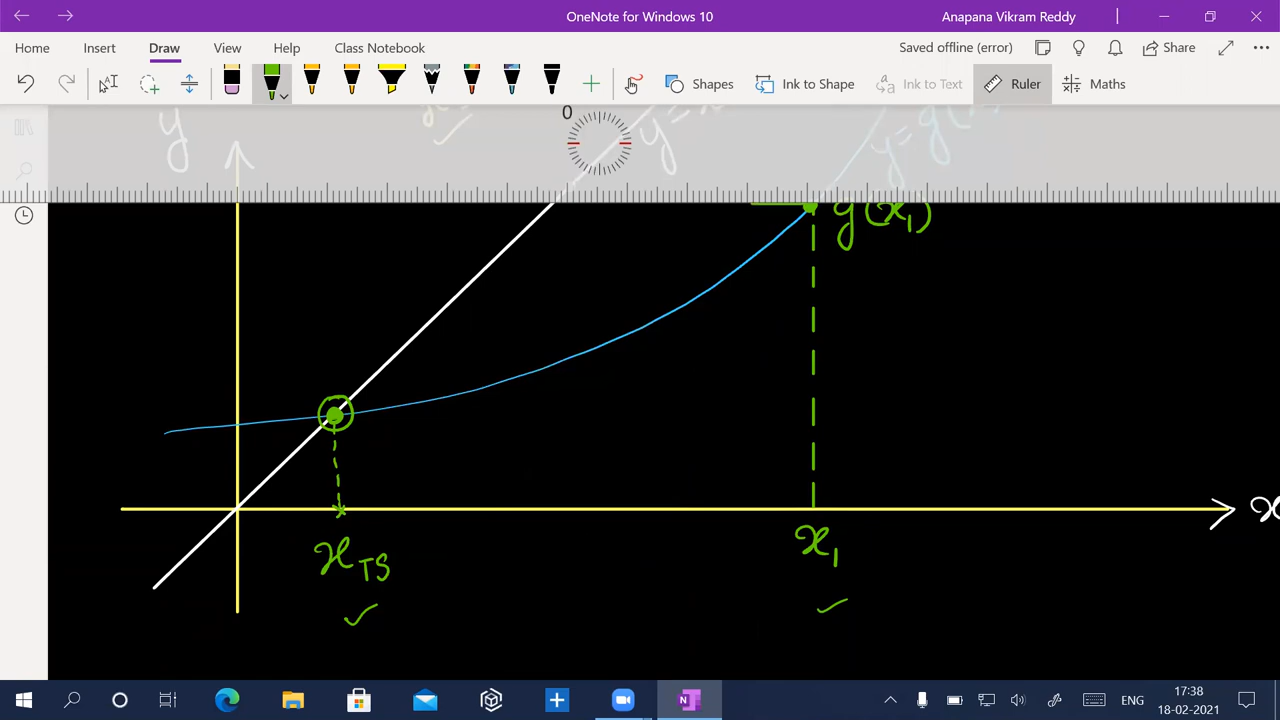 OneNote for Windows 10
Anapana Vikram Reddy
Home Insert Draw View Help Class Notebook
Saved offline (error) Share
Shapes Ink to Shape Ink to Text Ruler Maths
0
y
y=
y=g(
g(x₁)
x
x_TS
x₁
ENG
17:38
18-02-2021